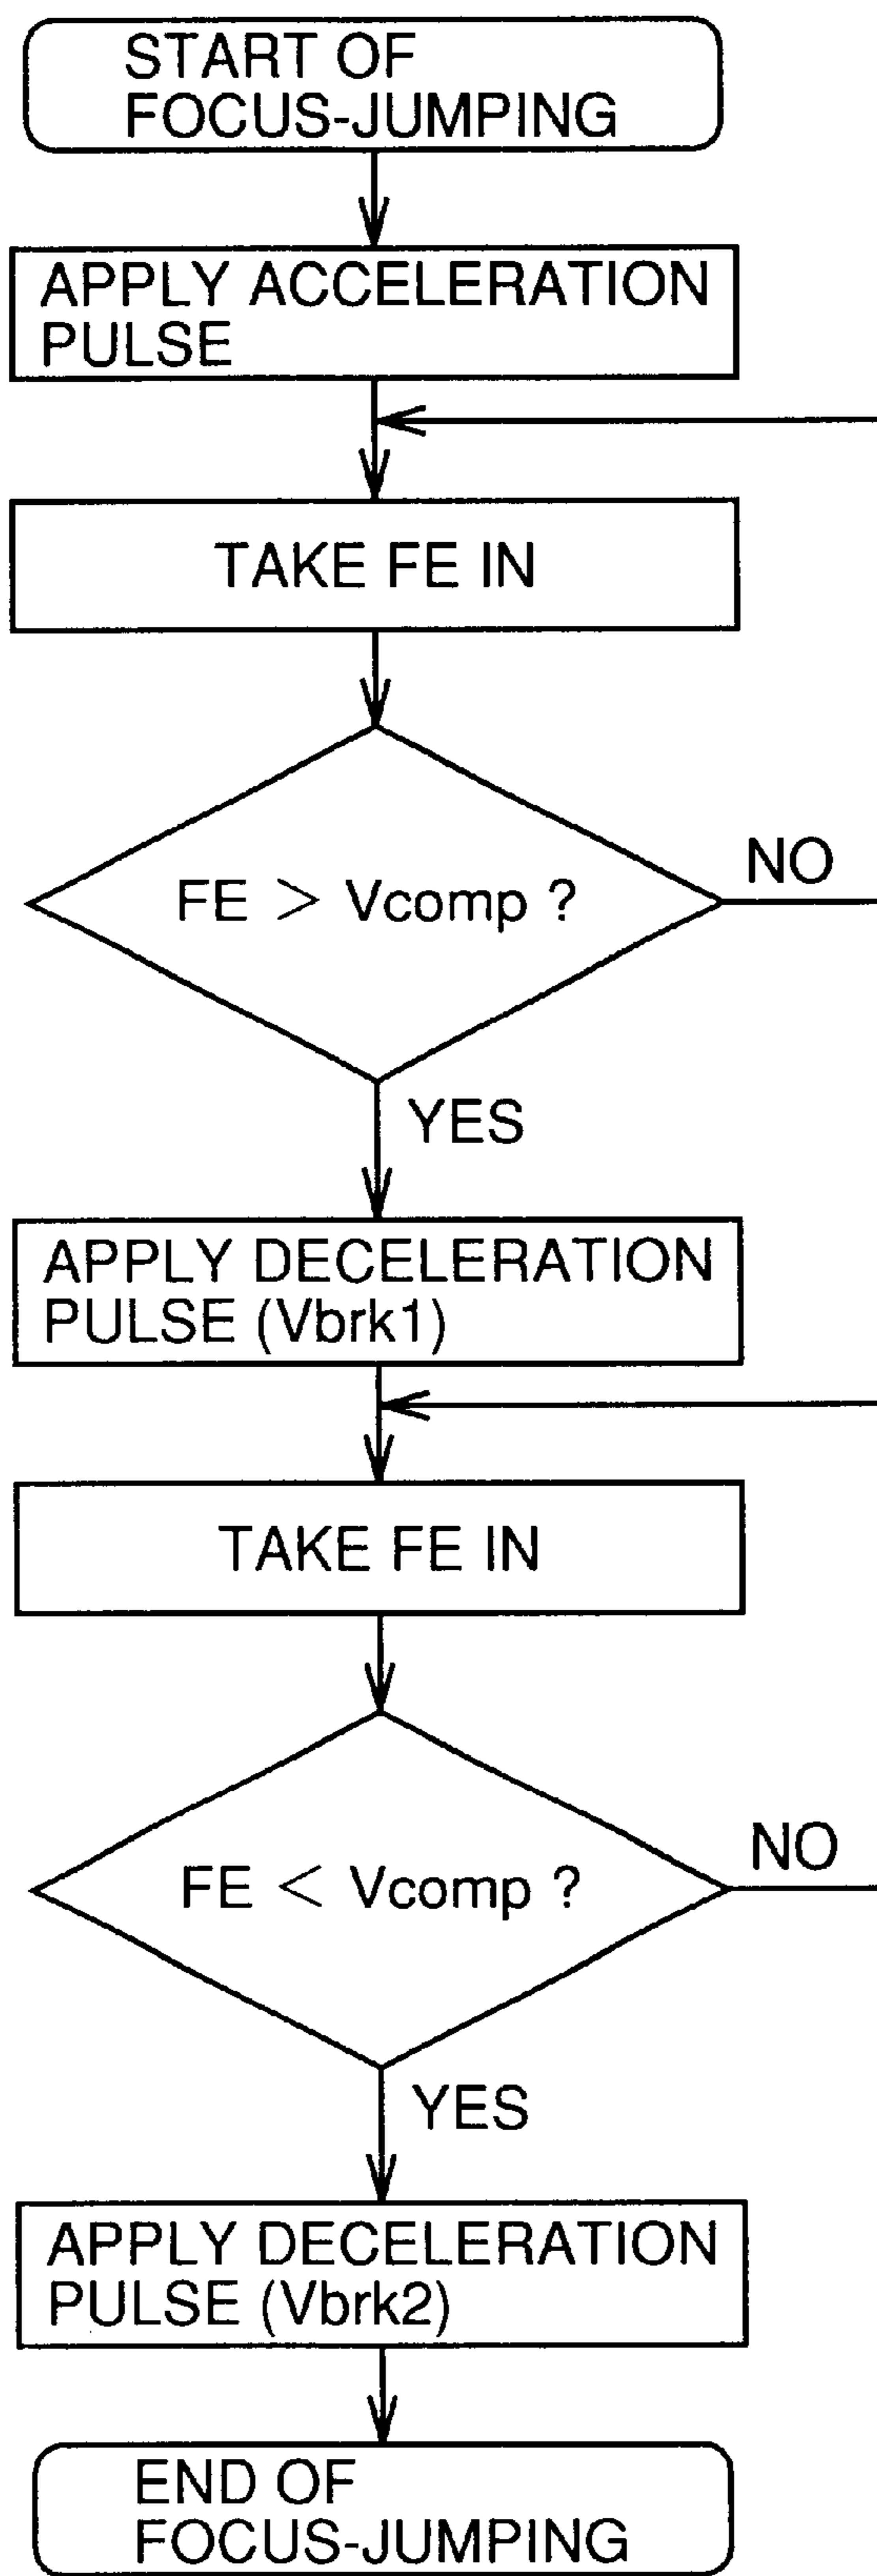 START OF
FOCUS-JUMPING
APPLY ACCELERATION
PULSE
TAKE FE IN
FE > Vcomp ?
NO
YES
APPLY DECELERATION
PULSE (Vbrk1)
TAKE FE IN
FE < Vcomp ?
NO
YES
APPLY DECELERATION
PULSE (Vbrk2)
END OF
FOCUS-JUMPING